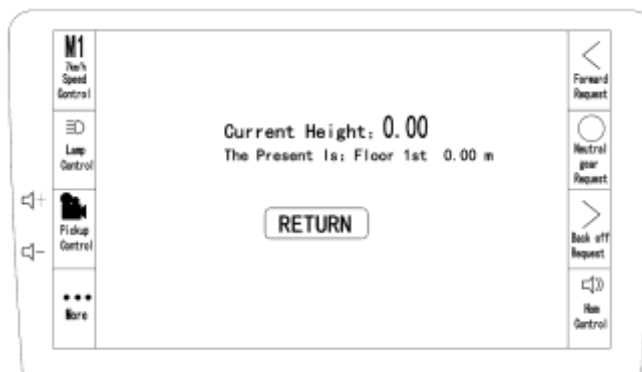 M1
7km/h
Speed
Control
Lamp
Control
Pickup
Control
More
Current Height: 0.00
The Present Is: Floor 1st 0.00 m
RETURN
Forward
Request
Neutral
gear
Request
Back off
Request
Control